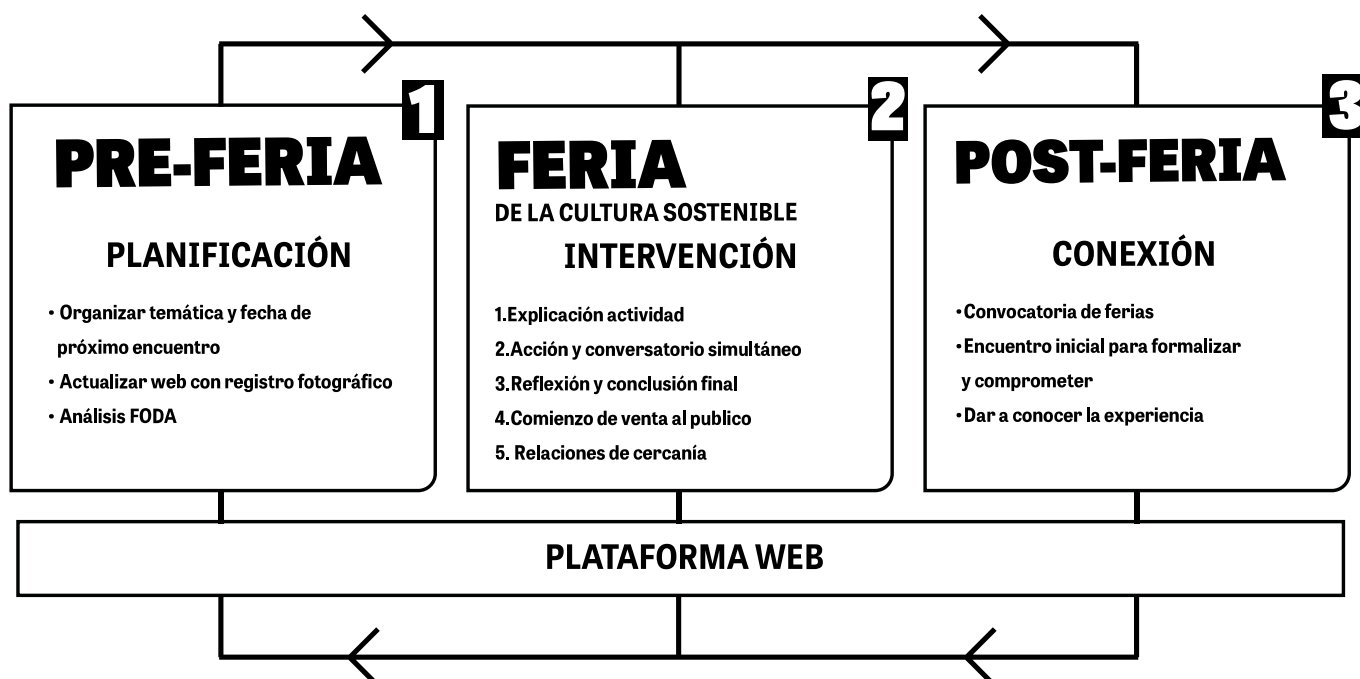 1
PRE-FERIA
PLANIFICACIÓN
• Organizar temática y fecha de
próximo encuentro
• Actualizar web con registro fotográfico
• Análisis FODA
2
FERIA
DE LA CULTURA SOSTENIBLE
INTERVENCIÓN
1.Explicación actividad
2.Acción y conversatorio simultáneo
3.Reflexión y conclusión final
4.Comienzo de venta al publico
5. Relaciones de cercanía
3
POST-FERIA
CONEXIÓN
•Convocatoria de ferias
•Encuentro inicial para formalizar
y comprometer
•Dar a conocer la experiencia
PLATAFORMA WEB